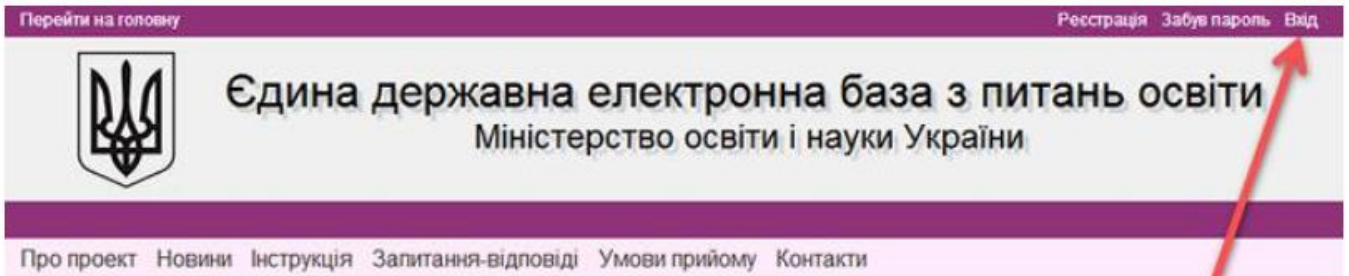 Перейти на головну Реєстрація Забув пароль Вхід
Єдина державна електронна база з питань освіти
Міністерство освіти і науки України
Про проект Новини Інструкція Запитання-відповіді Умови прийому Контакти